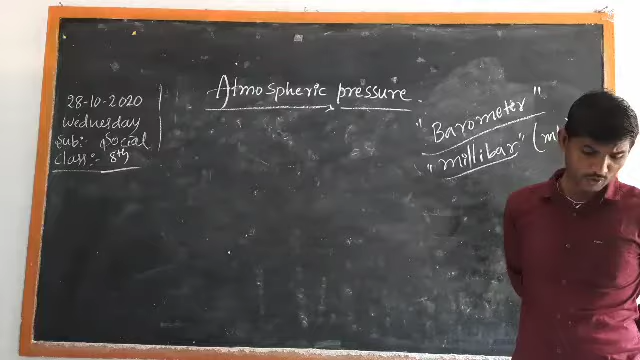 28-10-2020
Wednesday
Sub: Social
class:- 8th
Atmospheric pressure.
"Barometer"
"millibar" (m